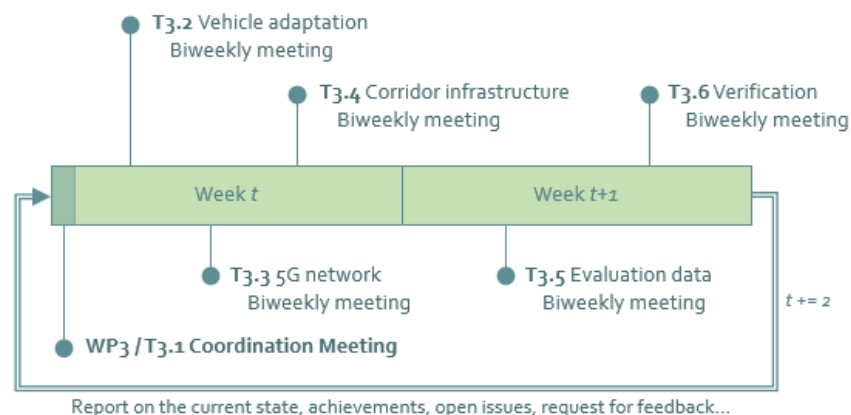 T3.2 Vehicle adaptation
Biweekly meeting
T3.4 Corridor infrastructure
Biweekly meeting
T3.6 Verification
Biweekly meeting
Week t
Week t+1
T3.3 5G network
Biweekly meeting
T3.5 Evaluation data
Biweekly meeting
t += 2
WP3 / T3.1 Coordination Meeting
Report on the current state, achievements, open issues, request for feedback...